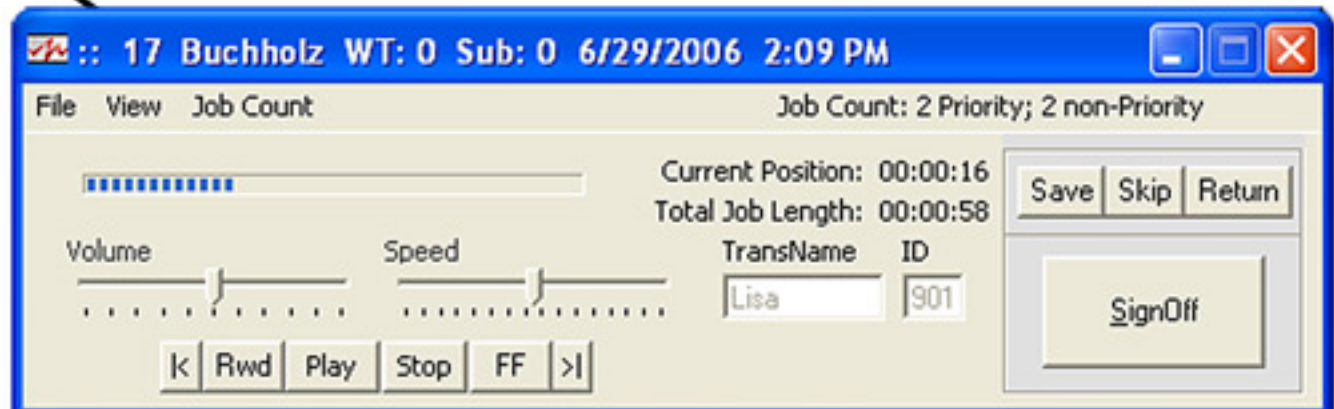 :: 17 Buchholz WT: 0 Sub: 0 6/29/2006 2:09 PM
File View Job Count Job Count: 2 Priority; 2 non-Priority
Current Position: 00:00:16
Total Job Length: 00:00:58
Save Skip Return
Volume Speed TransName ID
Lisa 901
SignOff
|< Rwd Play Stop FF >|